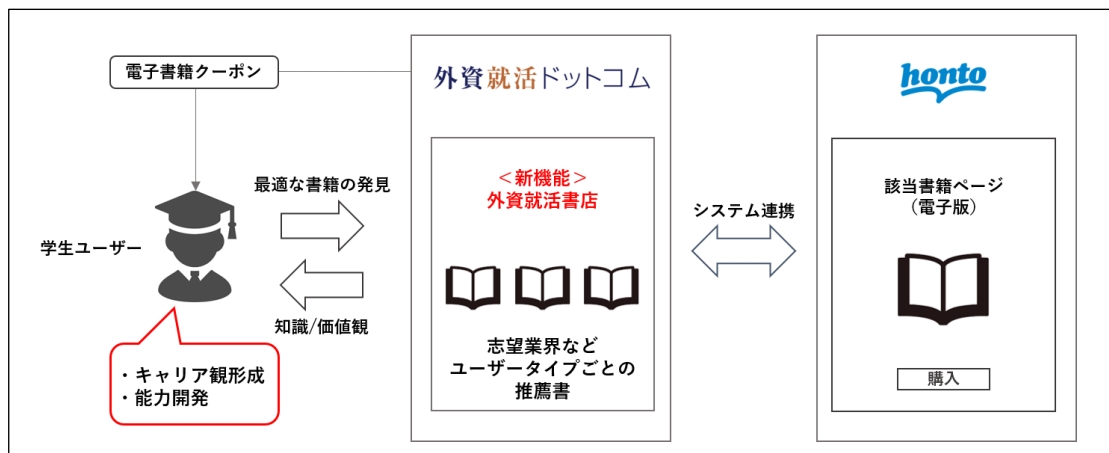 電子書籍クーポン
学生ユーザー
最適な書籍の発見
知識/価値観
・キャリア観形成
・能力開発
外資就活ドットコム
＜新機能＞
外資就活書店
志望業界など
ユーザータイプごとの
推薦書
システム連携
honto
該当書籍ページ
（電子版）
購入